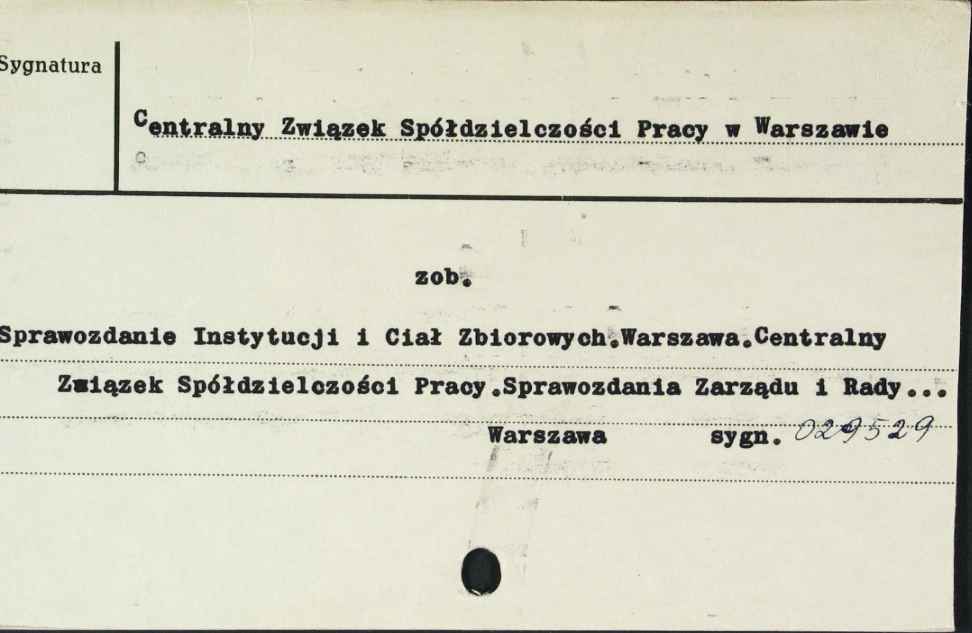 Sygnatura
Centralny Związek Spółdzielczości Pracy w Warszawie
zob.
Sprawozdanie Instytucji i Ciał Zbiorowych.Warszawa.Centralny
Związek Spółdzielczości Pracy.Sprawozdania Zarządu i Rady...
Warszawa sygn. 029529